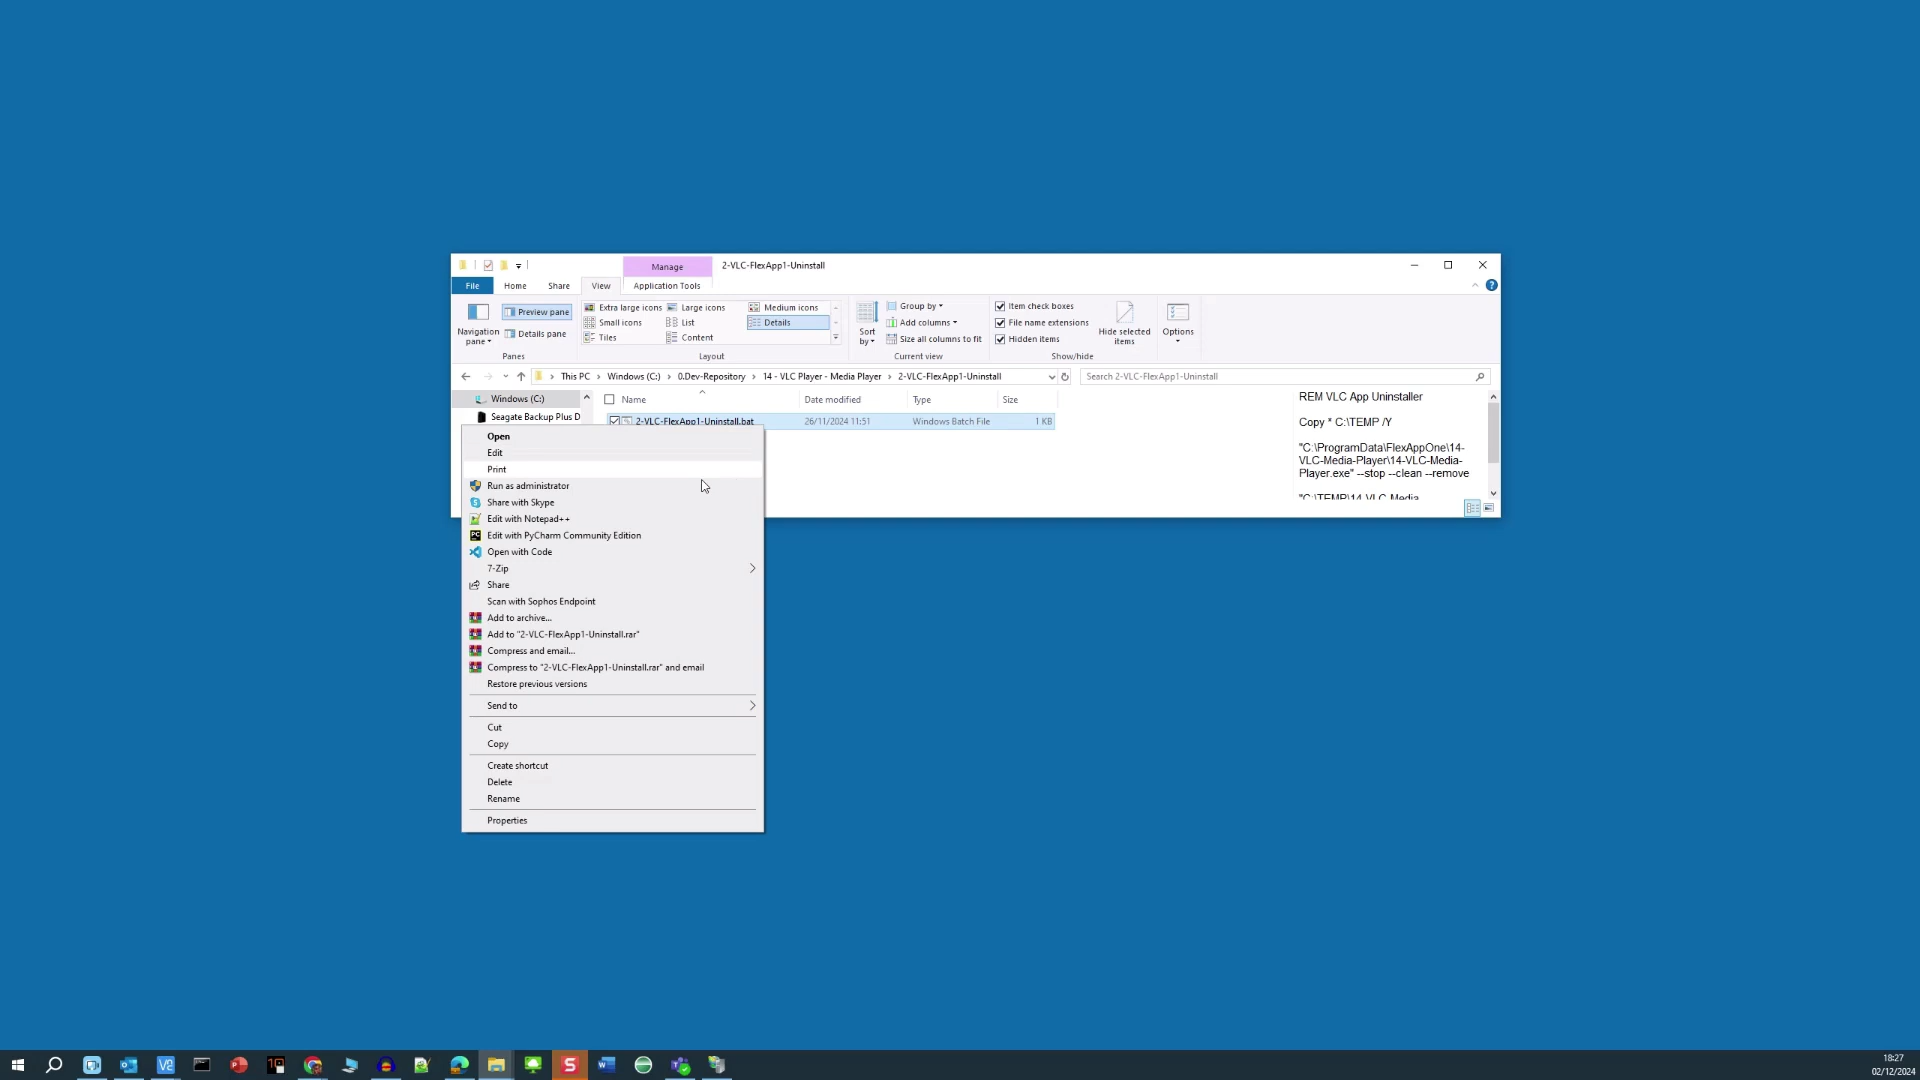 Manage
2-VLC-FlexApp1-Uninstall
File
Home
Share
View
Application Tools
Navigation pane
Preview pane
Details pane
Panes
Extra large icons
Large icons
Medium icons
Small icons
List
Details
Tiles
Content
Layout
Sort by
Group by
Add columns
Size all columns to fit
Current view
Item check boxes
File name extensions
Hidden items
Hide selected items
Show/hide
Options
This PC
Windows (C:)
0.Dev-Repository
14 - VLC Player - Media Player
2-VLC-FlexApp1-Uninstall
Search 2-VLC-FlexApp1-Uninstall
Windows (C:)
Seagate Backup Plus D
Name
Date modified
Type
Size
2-VLC-FlexApp1-Uninstall.bat
26/11/2024 11:51
Windows Batch File
1 KB
REM VLC App Uninstaller
Copy * C:\TEMP /Y
"C:\ProgramData\FlexAppOne\14-
VLC-Media-Player\14-VLC-Media-
Player.exe" --stop --clean --remove
"C:\TEMP\14 VLC Media
Open
Edit
Print
Run as administrator
Share with Skype
Edit with Notepad++
Edit with PyCharm Community Edition
Open with Code
7-Zip
Share
Scan with Sophos Endpoint
Add to archive...
Add to "2-VLC-FlexApp1-Uninstall.rar"
Compress and email...
Compress to "2-VLC-FlexApp1-Uninstall.rar" and email
Restore previous versions
Send to
Cut
Copy
Create shortcut
Delete
Rename
Properties
18:27
02/12/2024